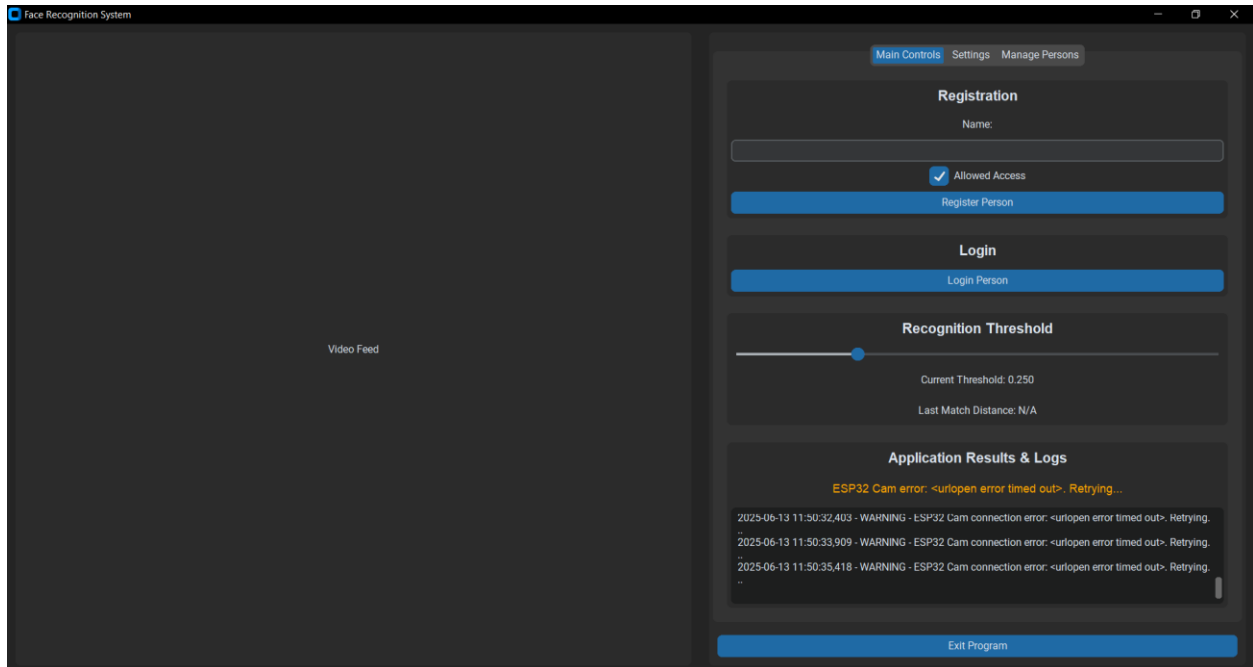 Face Recognition System
Video Feed
Main Controls Settings Manage Persons
Registration
Name:
Allowed Access
Register Person
Login
Login Person
Recognition Threshold
Current Threshold: 0.250
Last Match Distance: N/A
Application Results & Logs
ESP32 Cam error: <urlopen error timed out>. Retrying...
2025-06-13 11:50:32,403 - WARNING - ESP32 Cam connection error: <urlopen error timed out>. Retrying.
..
2025-06-13 11:50:33,909 - WARNING - ESP32 Cam connection error: <urlopen error timed out>. Retrying.
..
2025-06-13 11:50:35,418 - WARNING - ESP32 Cam connection error: <urlopen error timed out>. Retrying.
..
Exit Program